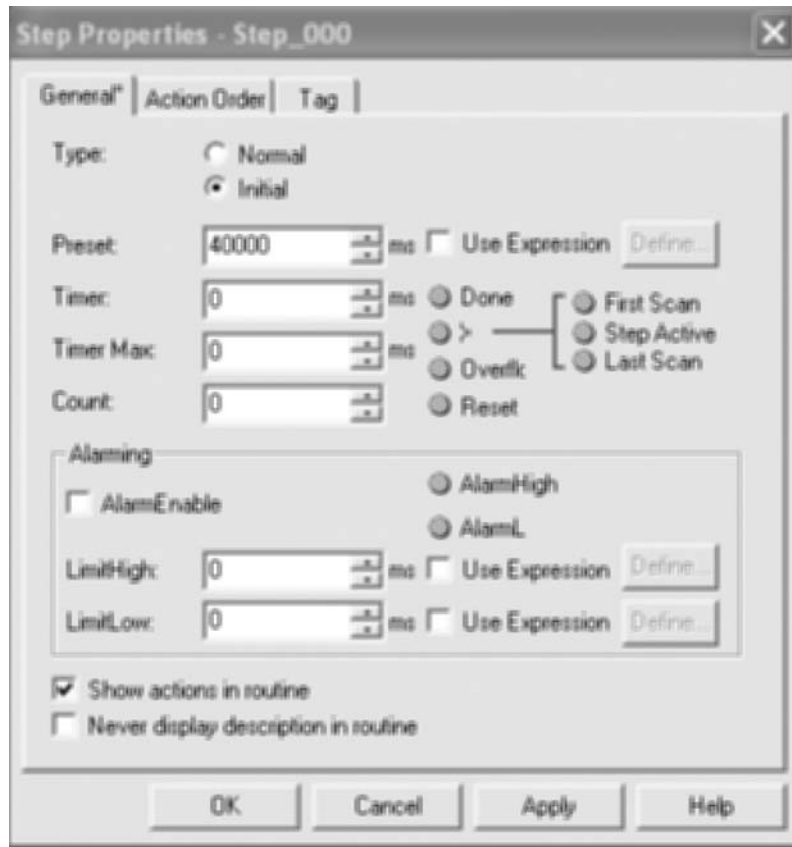 Step Properties - Step_000
General* Action Order Tag
Type: Normal
Initial
Preset: 40000 ms Use Expression Define...
Timer: 0 ms Done First Scan
> Step Active
Timer Max: 0 ms Overflc Last Scan
Count: 0 Reset
Alarming
AlarmEnable AlarmHigh
AlarmL
LimitHigh: 0 ms Use Expression Define...
LimitLow: 0 ms Use Expression Define...
Show actions in routine
Never display description in routine
OK Cancel Apply Help